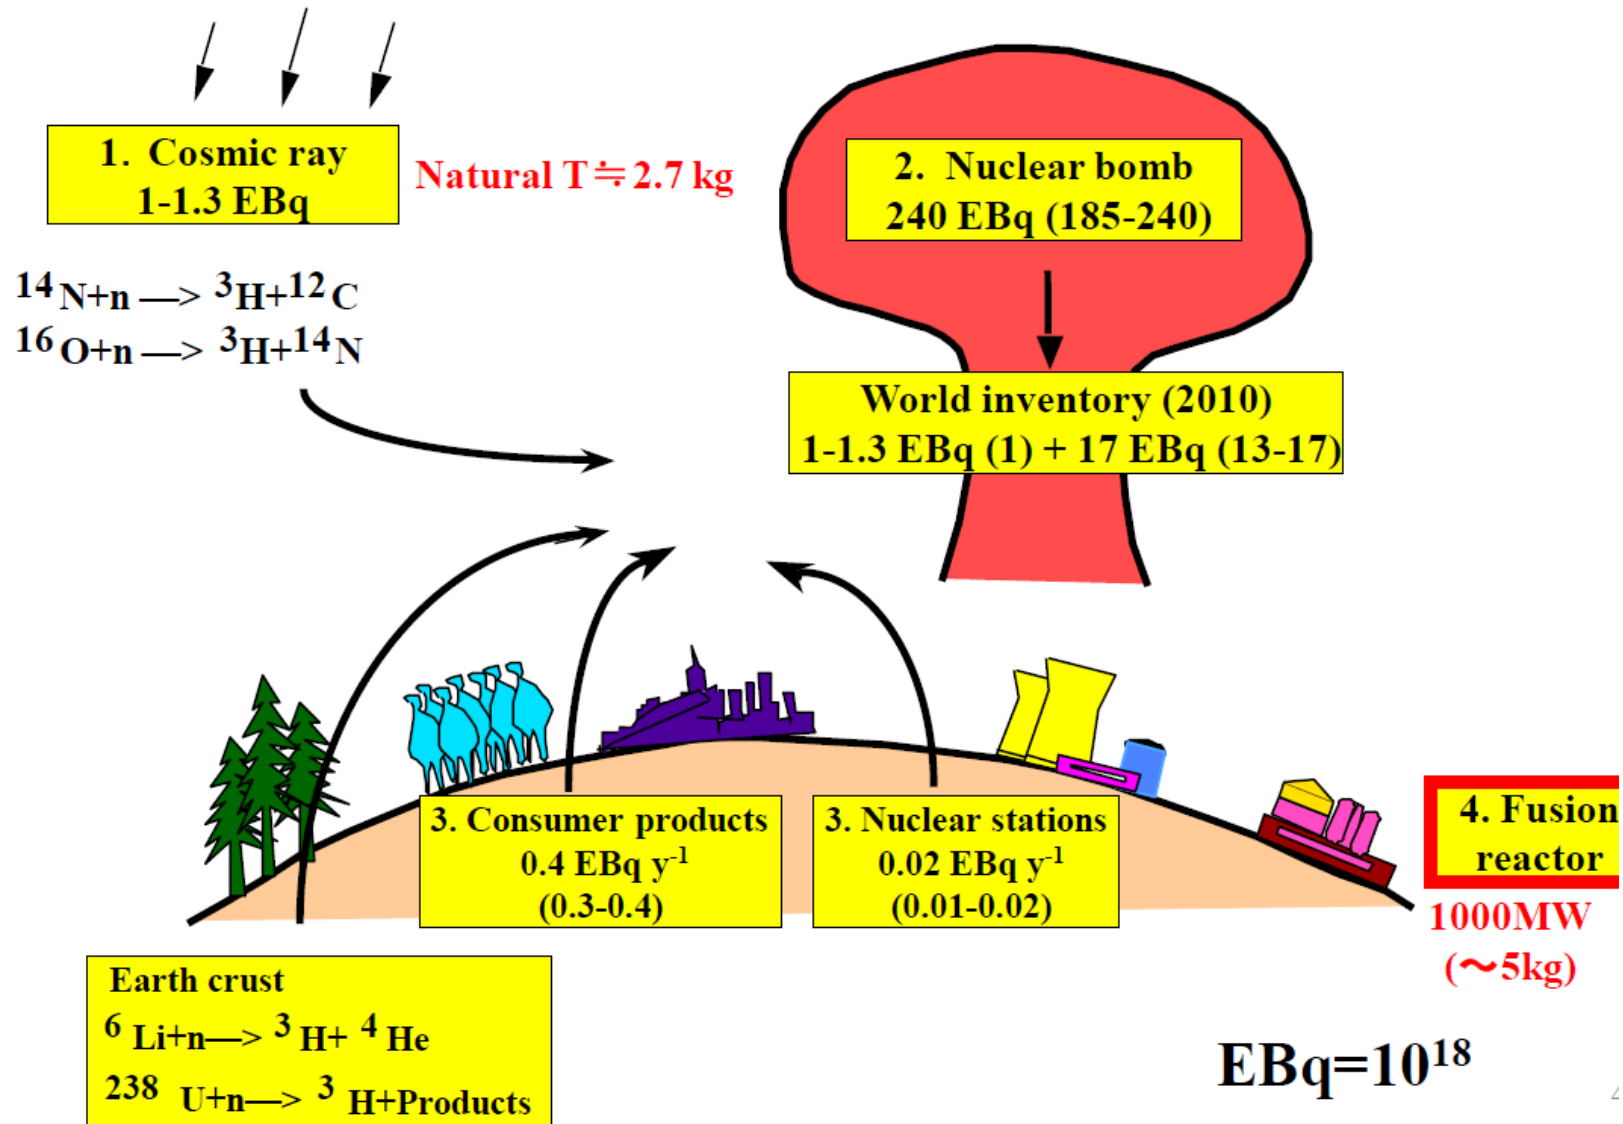 1. Cosmic ray
1-1.3 EBq
Natural T≒2.7 kg
¹⁴N+n —> ³H+¹²C
¹⁶O+n —> ³H+¹⁴N
2. Nuclear bomb
240 EBq (185-240)
World inventory (2010)
1-1.3 EBq (1) + 17 EBq (13-17)
3. Consumer products
0.4 EBq y⁻¹
(0.3-0.4)
3. Nuclear stations
0.02 EBq y⁻¹
(0.01-0.02)
4. Fusion
reactor
1000MW
(～5kg)
Earth crust
⁶Li+n—> ³H+ ⁴He
²³⁸U+n—> ³H+Products
EBq=10¹⁸